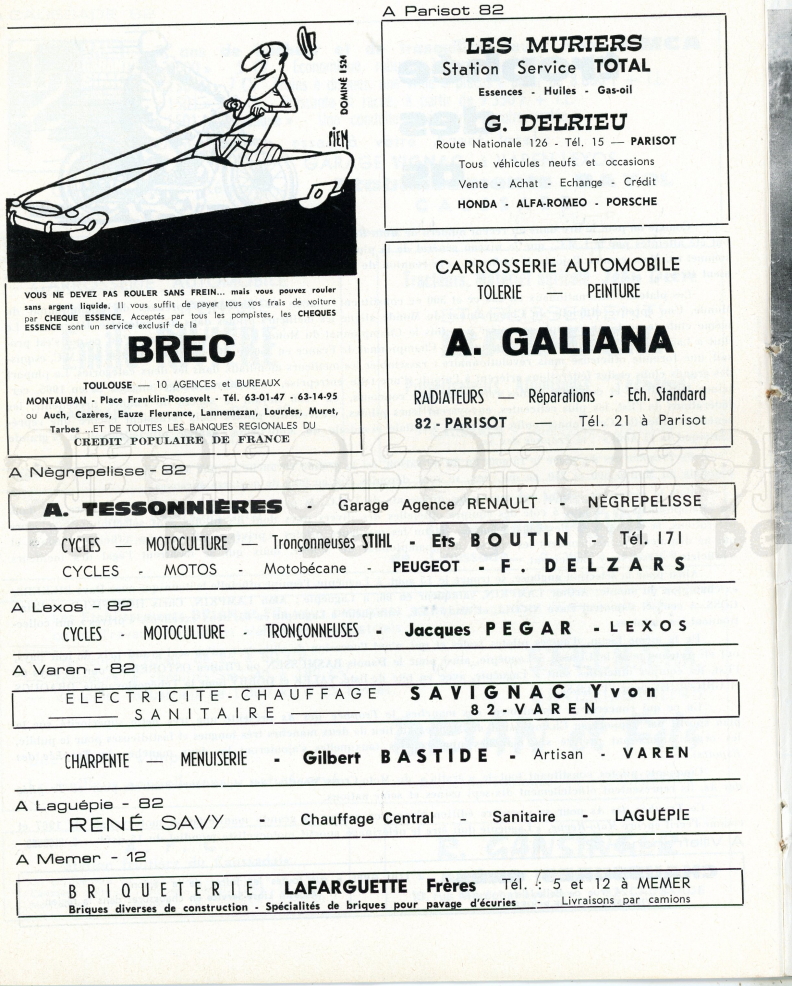 DOMINÉ 1524
PIEM
VOUS NE DEVEZ PAS ROULER SANS FREIN... mais vous pouvez rouler
sans argent liquide. Il vous suffit de payer tous vos frais de voiture
par CHEQUE ESSENCE. Acceptés par tous les pompistes, les CHEQUES
ESSENCE sont un service exclusif de la
BREC
TOULOUSE — 10 AGENCES et BUREAUX
MONTAUBAN - Place Franklin-Roosevelt - Tél. 63-01-47 - 63-14-95
ou Auch, Cazères, Eauze Fleurance, Lannemezan, Lourdes, Muret,
Tarbes ...ET DE TOUTES LES BANQUES REGIONALES DU
CREDIT POPULAIRE DE FRANCE
A Parisot 82
LES MURIERS
Station Service TOTAL
Essences - Huiles - Gas-oil
G. DELRIEU
Route Nationale 126 - Tél. 15 — PARISOT
Tous véhicules neufs et occasions
Vente - Achat - Echange - Crédit
HONDA - ALFA-ROMEO - PORSCHE
CARROSSERIE AUTOMOBILE
TOLERIE — PEINTURE
A. GALIANA
RADIATEURS — Réparations - Ech. Standard
82 - PARISOT — Tél. 21 à Parisot
A Nègrepelisse - 82
A. TESSONNIÈRES - Garage Agence RENAULT - NÈGREPELISSE
CYCLES — MOTOCULTURE — Tronçonneuses STIHL - Ets BOUTIN - Tél. 171
CYCLES - MOTOS - Motobécane - PEUGEOT - F. DELZARS
A Lexos - 82
CYCLES - MOTOCULTURE - TRONÇONNEUSES - Jacques PEGAR - LEXOS
A Varen - 82
ELECTRICITE - CHAUFFAGE SAVIGNAC Yvon
SANITAIRE 82 - VAREN
CHARPENTE — MENUISERIE - Gilbert BASTIDE - Artisan - VAREN
A Laguépie - 82
RENÉ SAVY - Chauffage Central - Sanitaire - LAGUÉPIE
A Memer - 12
BRIQUETERIE LAFARGUETTE Frères Tél. : 5 et 12 à MEMER
Briques diverses de construction - Spécialités de briques pour pavage d'écuries - Livraisons par camions